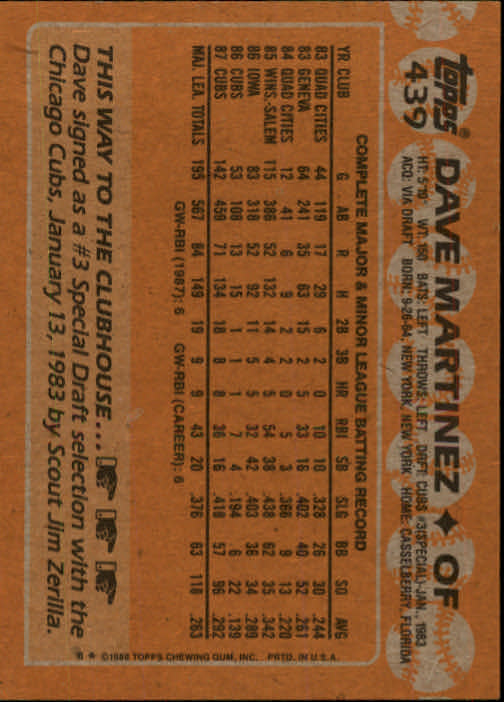 topps® DAVE MARTINEZ ✦ OF
439 HT: 5'10" WT: 150 BATS: LEFT THROWS: LEFT DRAFT: CUBS #3(SPECIAL)-JAN., 1983
ACQ: VIA DRAFT BORN: 9-26-64, NEW YORK, NEW YORK HOME: CASSELBERRY, FLORIDA
COMPLETE MAJOR & MINOR LEAGUE BATTING RECORD
YR CLUB G AB R H 2B 3B HR RBI SB SLG BB SO AVG
83 QUAD CITIES 44 119 17 29 6 2 0 10 10 .328 26 30 .244
83 GENEVA 64 241 35 63 15 2 5 33 16 .402 40 52 .261
84 QUAD CITIES 12 41 6 9 2 2 0 5 3 .366 9 13 .220
85 WINS.-SALEM 115 386 52 132 14 4 5 54 38 .438 62 35 .342
86 IOWA 83 318 52 92 11 5 5 32 42 .403 36 34 .289
86 CUBS 53 108 13 15 1 1 1 7 4 .194 6 22 .139
87 CUBS 142 459 71 134 18 8 8 36 16 .418 57 96 .292
MAJ. LEA. TOTALS 195 567 84 149 19 9 9 43 20 .376 63 118 .263
GW-RBI (1987): 6 GW-RBI (CAREER): 6
THIS WAY TO THE CLUBHOUSE...
Dave signed as a #3 Special Draft selection with the
Chicago Cubs, January 13, 1983 by Scout Jim Zerilla.
©1988 TOPPS CHEWING GUM, INC. PRTD. IN U.S.A.